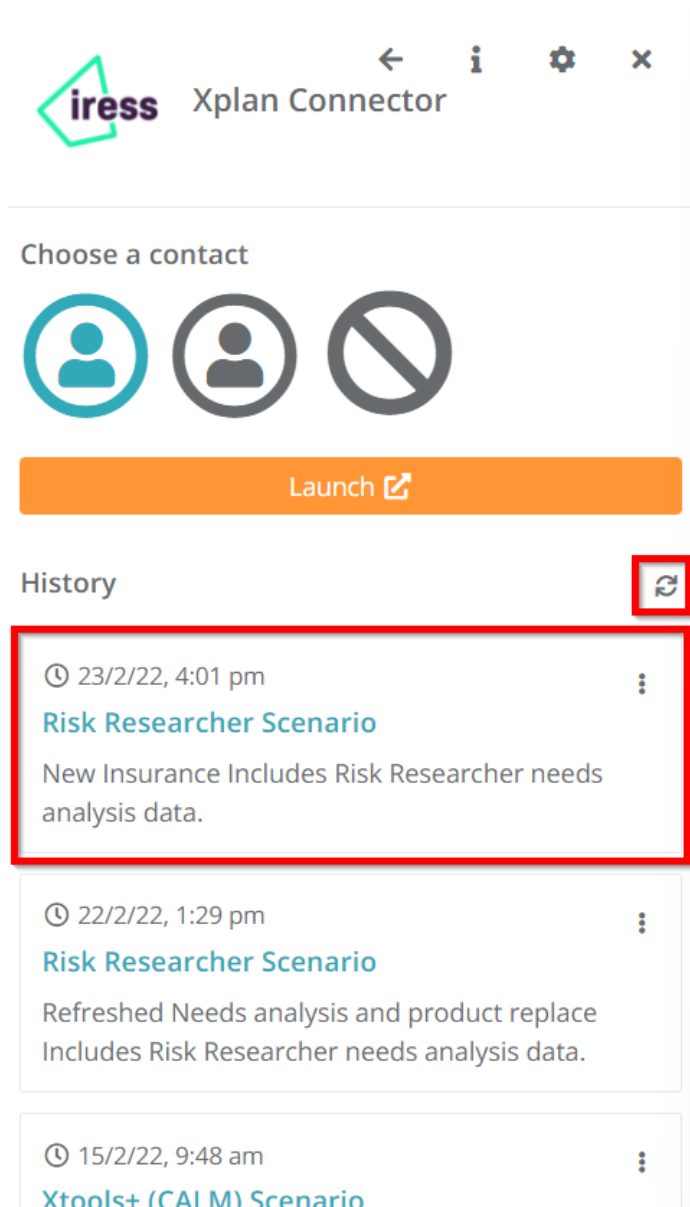 iress
Xplan Connector
Choose a contact
Launch
History
23/2/22, 4:01 pm
Risk Researcher Scenario
New Insurance Includes Risk Researcher needs
analysis data.
22/2/22, 1:29 pm
Risk Researcher Scenario
Refreshed Needs analysis and product replace
Includes Risk Researcher needs analysis data.
15/2/22, 9:48 am
Xtools+ (CALM) Scenario